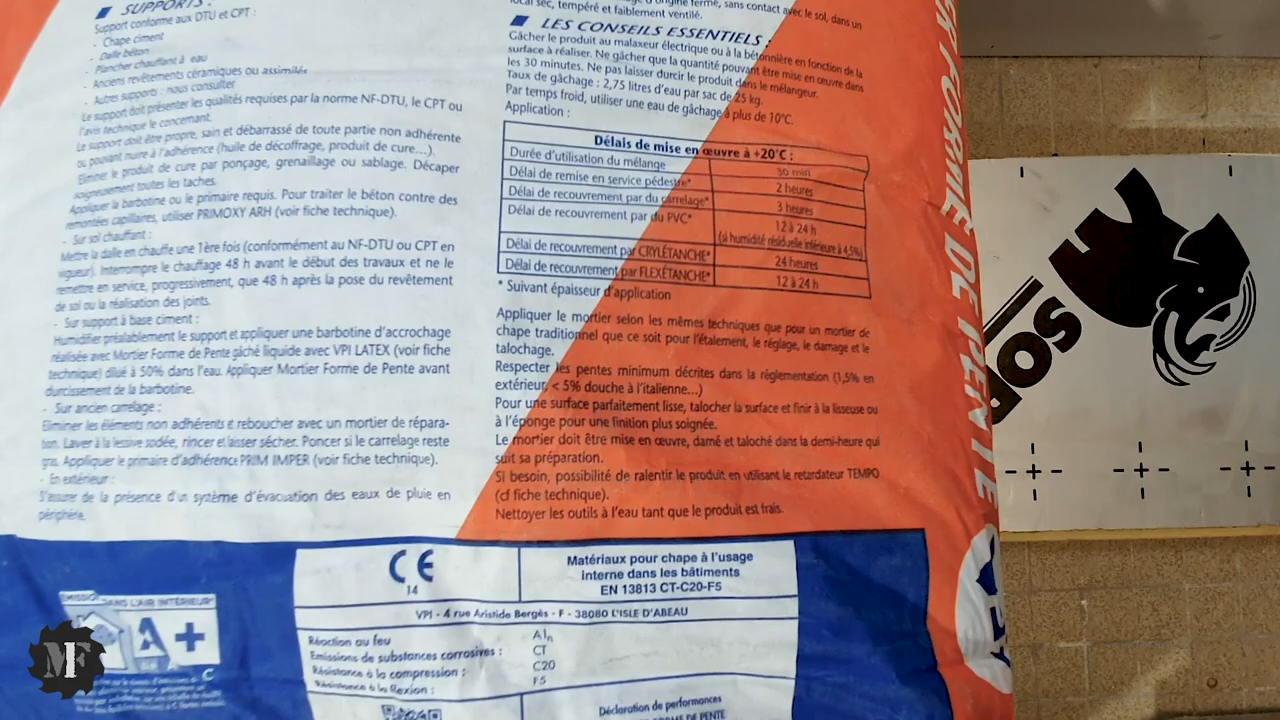 SUPPORTS :
Support conforme aux DTU et CPT :
- Chape ciment
- Dalle béton
- Plancher chauffant à eau
- Anciens revêtements céramiques ou assimilés
- Autres supports : nous consulter
Le support doit présenter les qualités requises par la norme NF-DTU, le CPT ou
l'avis technique le concernant.
Le support doit être propre, sain et débarrassé de toute partie non adhérente
ou pouvant nuire à l'adhérence (huile de décoffrage, produit de cure...).
Eliminer le produit de cure par ponçage, grenaillage ou sablage. Décaper
soigneusement toutes les taches.
Appliquer la barbotine ou le primaire requis. Pour traiter le béton contre des
remontées capillaires, utiliser PRIMOXY ARH (voir fiche technique).
- Sur sol chauffant :
Mettre la dalle en chauffe une 1ère fois (conformément au NF-DTU ou CPT en
vigueur). Interrompre le chauffage 48 h avant le début des travaux et ne le
remettre en service, progressivement, que 48 h après la pose du revêtement
de sol ou la réalisation des joints.
- Sur support à base ciment :
Humidifier préalablement le support et appliquer une barbotine d'accrochage
réalisée avec Mortier Forme de Pente gâché liquide avec VPI LATEX (voir fiche
technique) dilué à 50% dans l'eau. Appliquer Mortier Forme de Pente avant
durcissement de la barbotine.
- Sur ancien carrelage :
Eliminer les éléments non adhérents et reboucher avec un mortier de répara-
tion. Laver à la lessive sodée, rincer et laisser sécher. Poncer si le carrelage reste
gras. Appliquer le primaire d'adhérence PRIM IMPER (voir fiche technique).
- En extérieur :
S'assurer de la présence d'un système d'évacuation des eaux de pluie en
périphérie.
d'origine fermé, sans contact avec le sol, dans un
local sec, tempéré et faiblement ventilé.
LES CONSEILS ESSENTIELS :
Gâcher le produit au malaxeur électrique ou à la bétonnière en fonction de la
surface à réaliser. Ne gâcher que la quantité pouvant être mise en œuvre dans
les 30 minutes. Ne pas laisser durcir le produit dans le mélangeur.
Taux de gâchage : 2,75 litres d'eau par sac de 25 kg.
Par temps froid, utiliser une eau de gâchage à plus de 10°C.
Application :
Délais de mise en œuvre à +20°C :
Durée d'utilisation du mélange 30 min
Délai de remise en service pédestre* 2 heures
Délai de recouvrement par du carrelage* 3 heures
Délai de recouvrement par du PVC* 12 à 24 h
(si humidité résiduelle inférieure à 4,5%)
Délai de recouvrement par CRYLÉTANCHE* 24 heures
Délai de recouvrement par FLEXÉTANCHE* 12 à 24 h
* Suivant épaisseur d'application
Appliquer le mortier selon les mêmes techniques que pour un mortier de
chape traditionnel que ce soit pour l'étalement, le réglage, le damage et le
talochage.
Respecter les pentes minimum décrites dans la réglementation (1,5% en
extérieur, < 5% douche à l'italienne...)
Pour une surface parfaitement lisse, talocher la surface et finir à la lisseuse ou
à l'éponge pour une finition plus soignée.
Le mortier doit être mise en œuvre, damé et taloché dans la demi-heure qui
suit sa préparation.
Si besoin, possibilité de ralentir le produit en utilisant le retardateur TEMPO
(cf fiche technique).
Nettoyer les outils à l'eau tant que le produit est frais.
FORME DE PENTE
SOP
CE
14
Matériaux pour chape à l'usage
interne dans les bâtiments
EN 13813 CT-C20-F5
VPI - 4 rue Aristide Bergès - F - 38080 L'ISLE D'ABEAU
Réaction au feu A1fl
Emissions de substances corrosives : CT
Résistance à la compression : C20
Résistance à la flexion : F5
Déclaration de performances
FORME DE PENTE
DANS L'AIR INTÉRIEUR
A+
C
MF